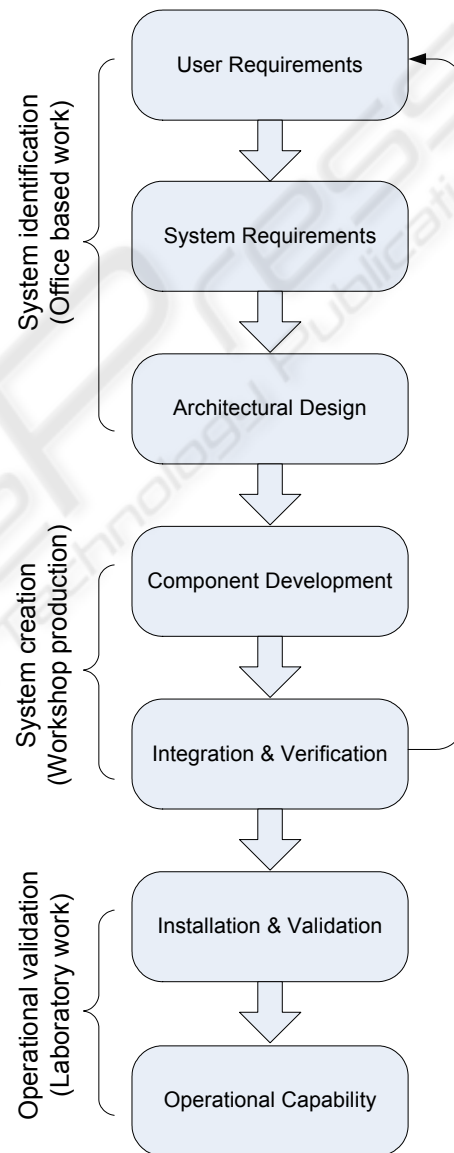 User Requirements
System Requirements
Architectural Design
Component Development
Integration & Verification
Installation & Validation
Operational Capability
System identification
(Office based work)
System creation
(Workshop production)
Operational validation
(Laboratory work)